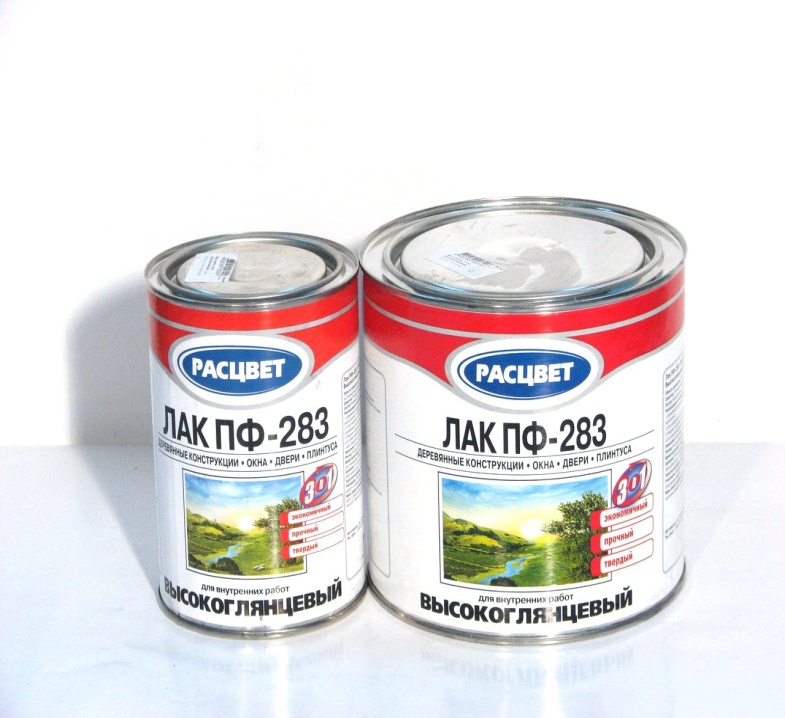 РАСЦВЕТ
ЛАК ПФ-283
ДЕРЕВЯННЫЕ КОНСТРУКЦИИ • ОКНА • ДВЕРИ • ПЛИНТУСА
3в1
экономичный
прочный
твердый
для внутренних работ
ВЫСОКОГЛЯНЦЕВЫЙ
РАСЦВЕТ
ЛАК ПФ-283
ДЕРЕВЯННЫЕ КОНСТРУКЦИИ • ОКНА • ДВЕРИ • ПЛИНТУСА
3в1
экономичный
прочный
твердый
для внутренних работ
ВЫСОКОГЛЯНЦЕВЫЙ